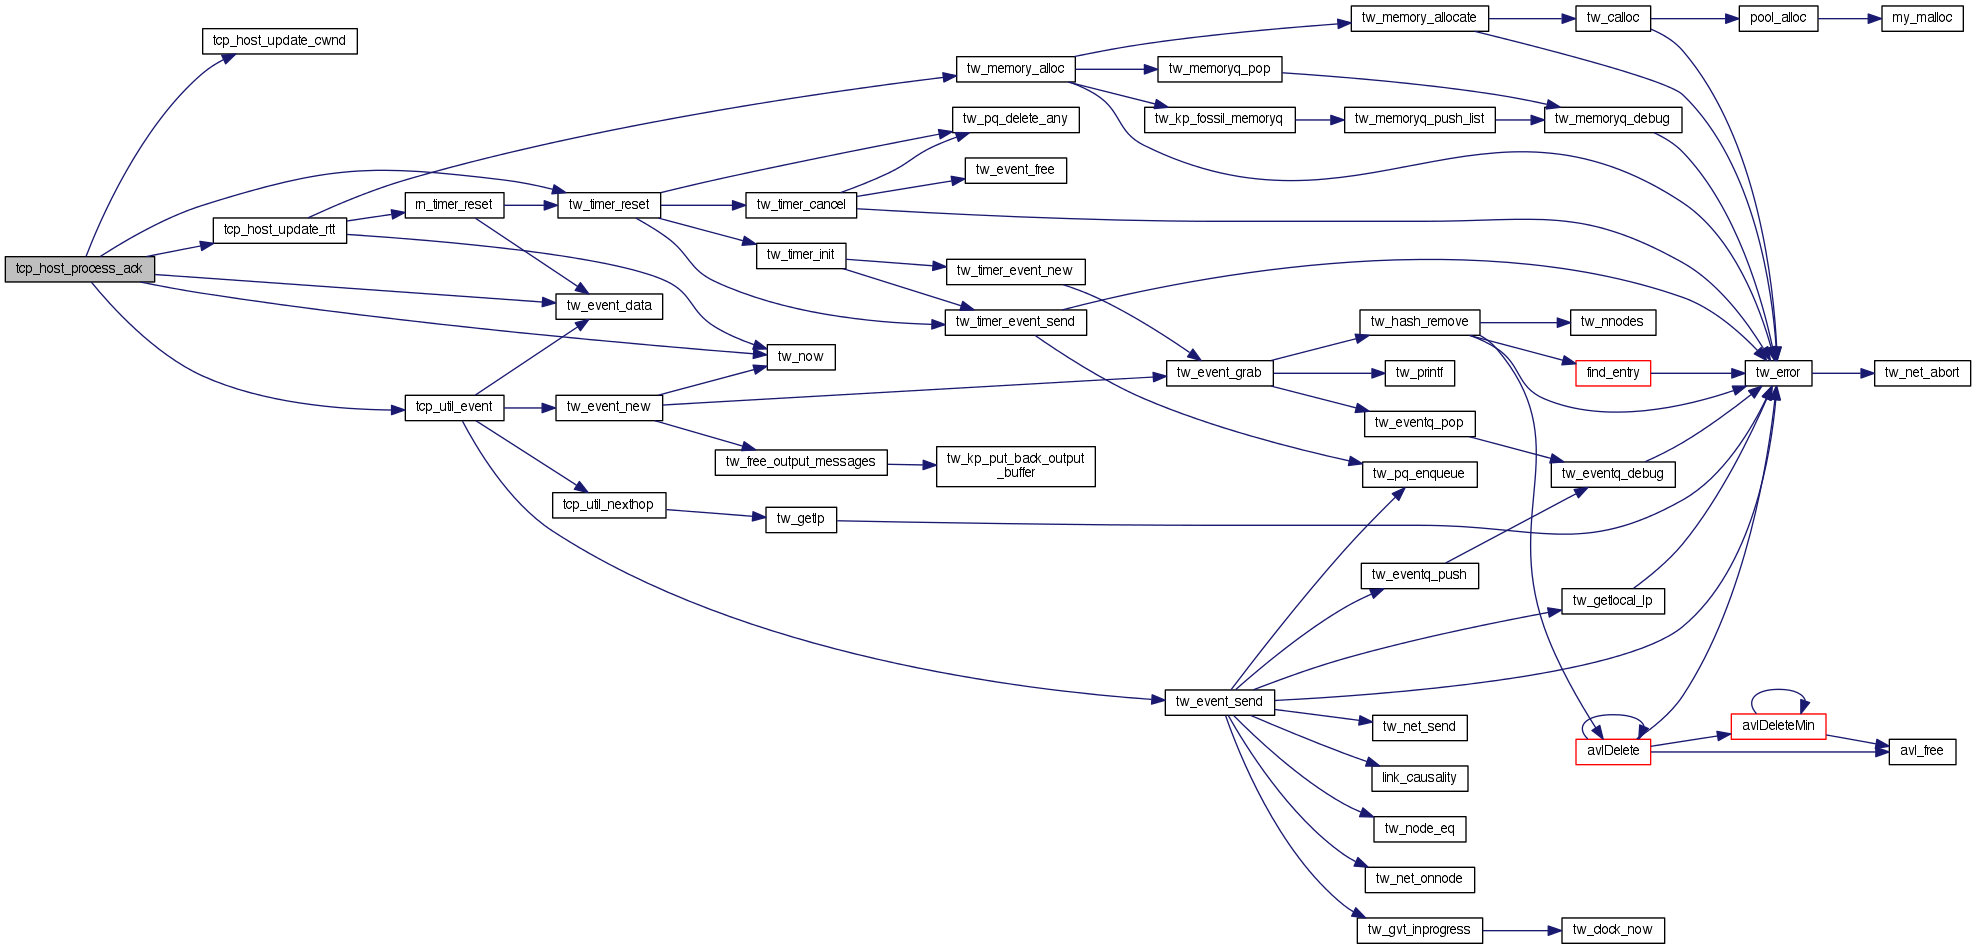 tcp_host_process_ack
tcp_host_update_cwnd
tcp_host_update_rtt
rn_timer_reset
tcp_util_event
tw_timer_reset
tw_event_data
tw_event_new
tcp_util_nexthop
tw_timer_cancel
tw_timer_init
tw_now
tw_free_output_messages
tw_getlp
tw_memory_alloc
tw_pq_delete_any
tw_event_free
tw_timer_event_new
tw_timer_event_send
tw_kp_put_back_output
_buffer
tw_memoryq_pop
tw_kp_fossil_memoryq
tw_event_grab
tw_event_send
tw_memory_allocate
tw_memoryq_push_list
tw_hash_remove
tw_printf
tw_eventq_pop
tw_pq_enqueue
tw_eventq_push
tw_net_send
link_causality
tw_node_eq
tw_net_onnode
tw_gvt_inprogress
tw_calloc
tw_memoryq_debug
tw_nnodes
find_entry
tw_eventq_debug
tw_getlocal_lp
avlDelete
tw_clock_now
pool_alloc
tw_error
avlDeleteMin
my_malloc
tw_net_abort
avl_free